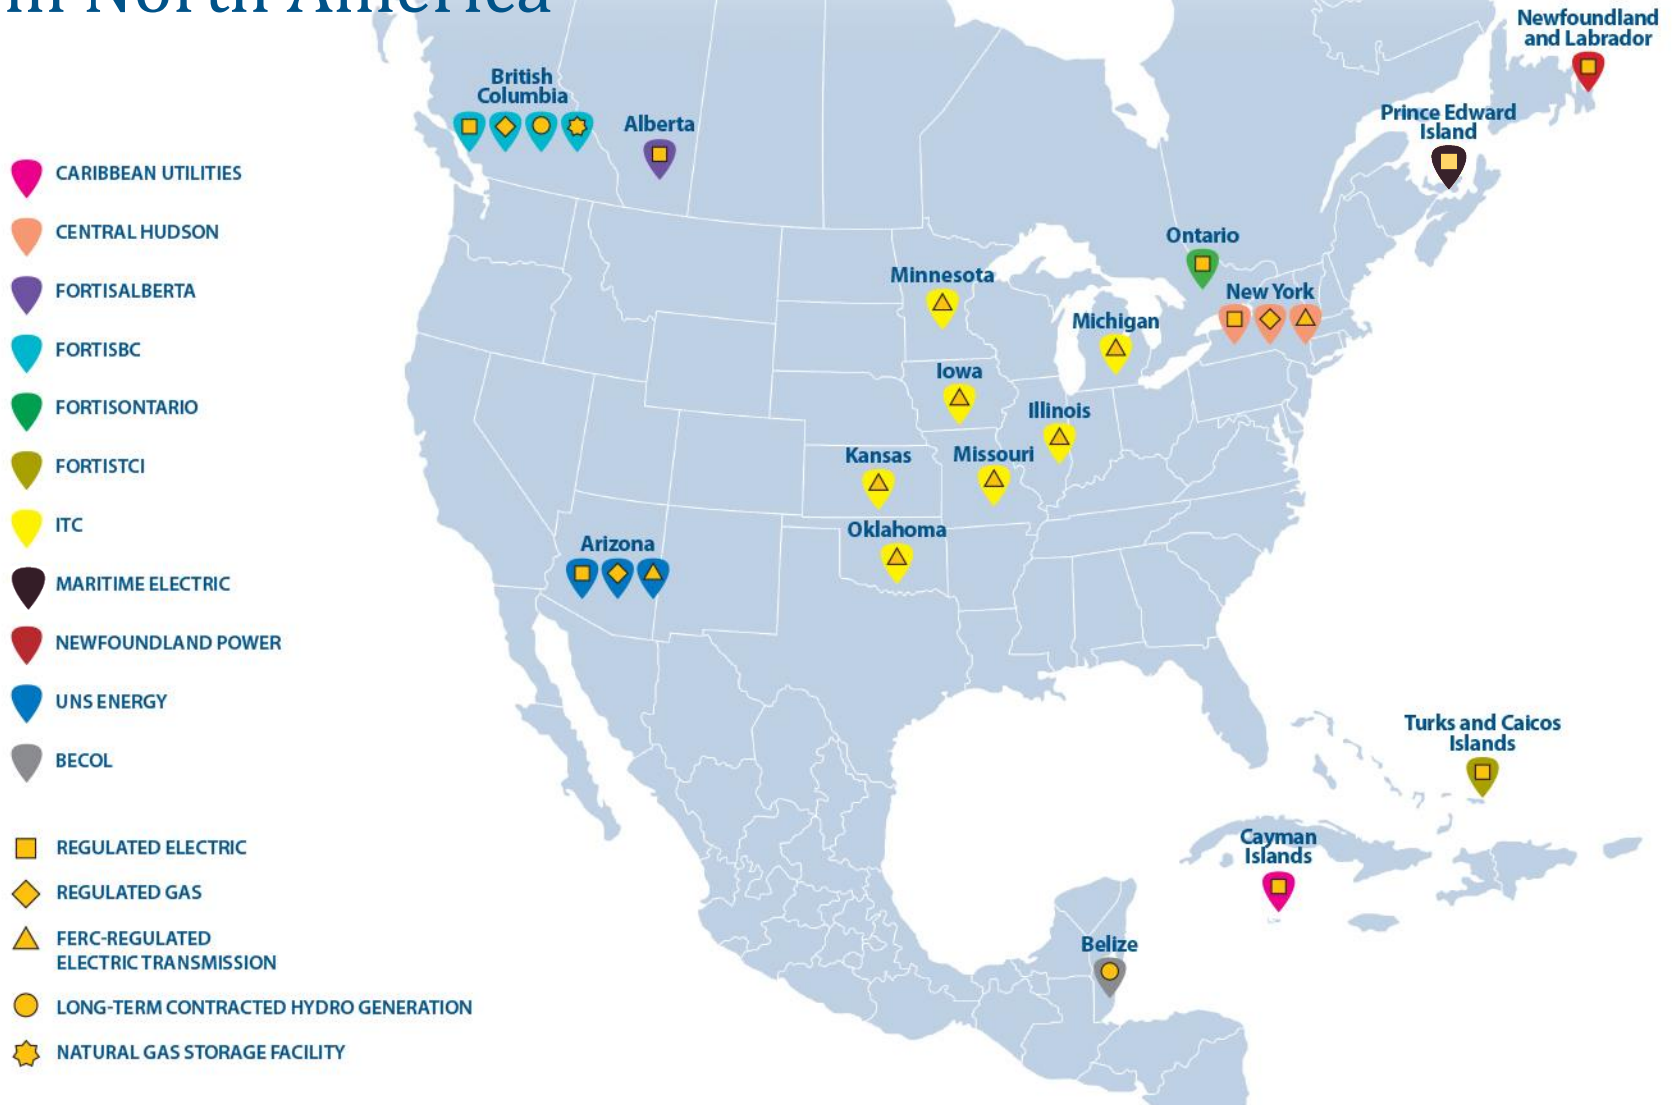 in North America
CARIBBEAN UTILITIES
CENTRAL HUDSON
FORTISALBERTA
FORTISBC
FORTISONTARIO
FORTISTCI
ITC
MARITIME ELECTRIC
NEWFOUNDLAND POWER
UNS ENERGY
BECOL
REGULATED ELECTRIC
REGULATED GAS
FERC-REGULATED
ELECTRIC TRANSMISSION
LONG-TERM CONTRACTED HYDRO GENERATION
NATURAL GAS STORAGE FACILITY
British
Columbia
Alberta
Newfoundland
and Labrador
Prince Edward
Island
Ontario
New York
Minnesota
Michigan
Iowa
Illinois
Kansas
Missouri
Oklahoma
Arizona
Turks and Caicos
Islands
Cayman
Islands
Belize